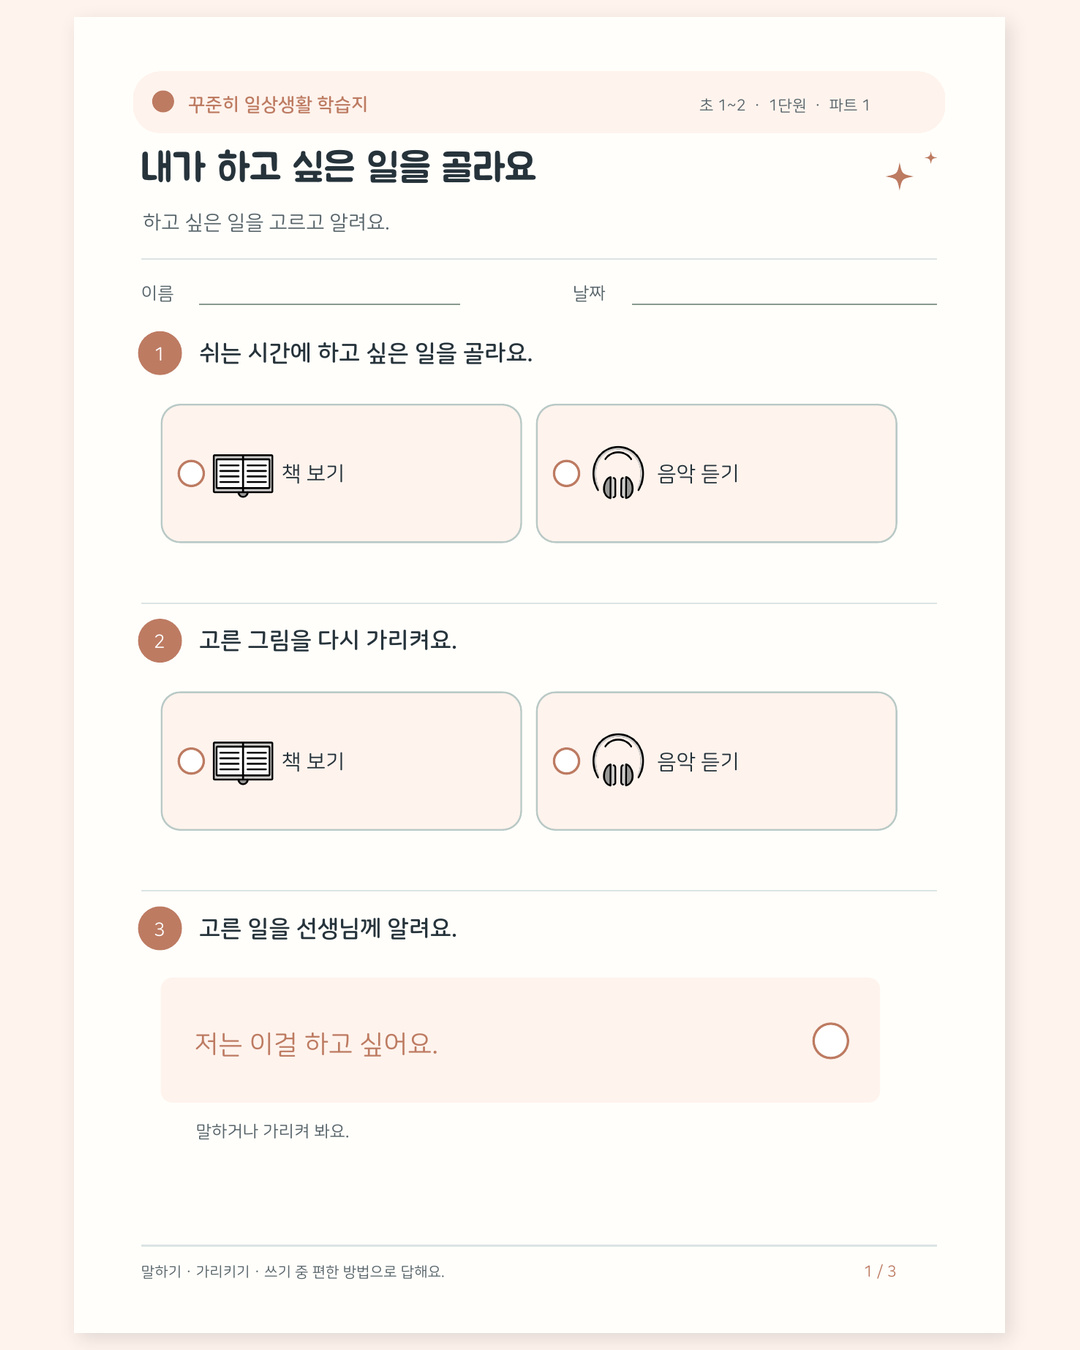 꾸준히 일상생활 학습지
초 1~2 · 1단원 · 파트 1
내가 하고 싶은 일을 골라요
하고 싶은 일을 고르고 알려요.
이름
날짜
1 쉬는 시간에 하고 싶은 일을 골라요.
책 보기
음악 듣기
2 고른 그림을 다시 가리켜요.
책 보기
음악 듣기
3 고른 일을 선생님께 알려요.
저는 이걸 하고 싶어요.
말하거나 가리켜 봐요.
말하기 · 가리키기 · 쓰기 중 편한 방법으로 답해요.
1 / 3